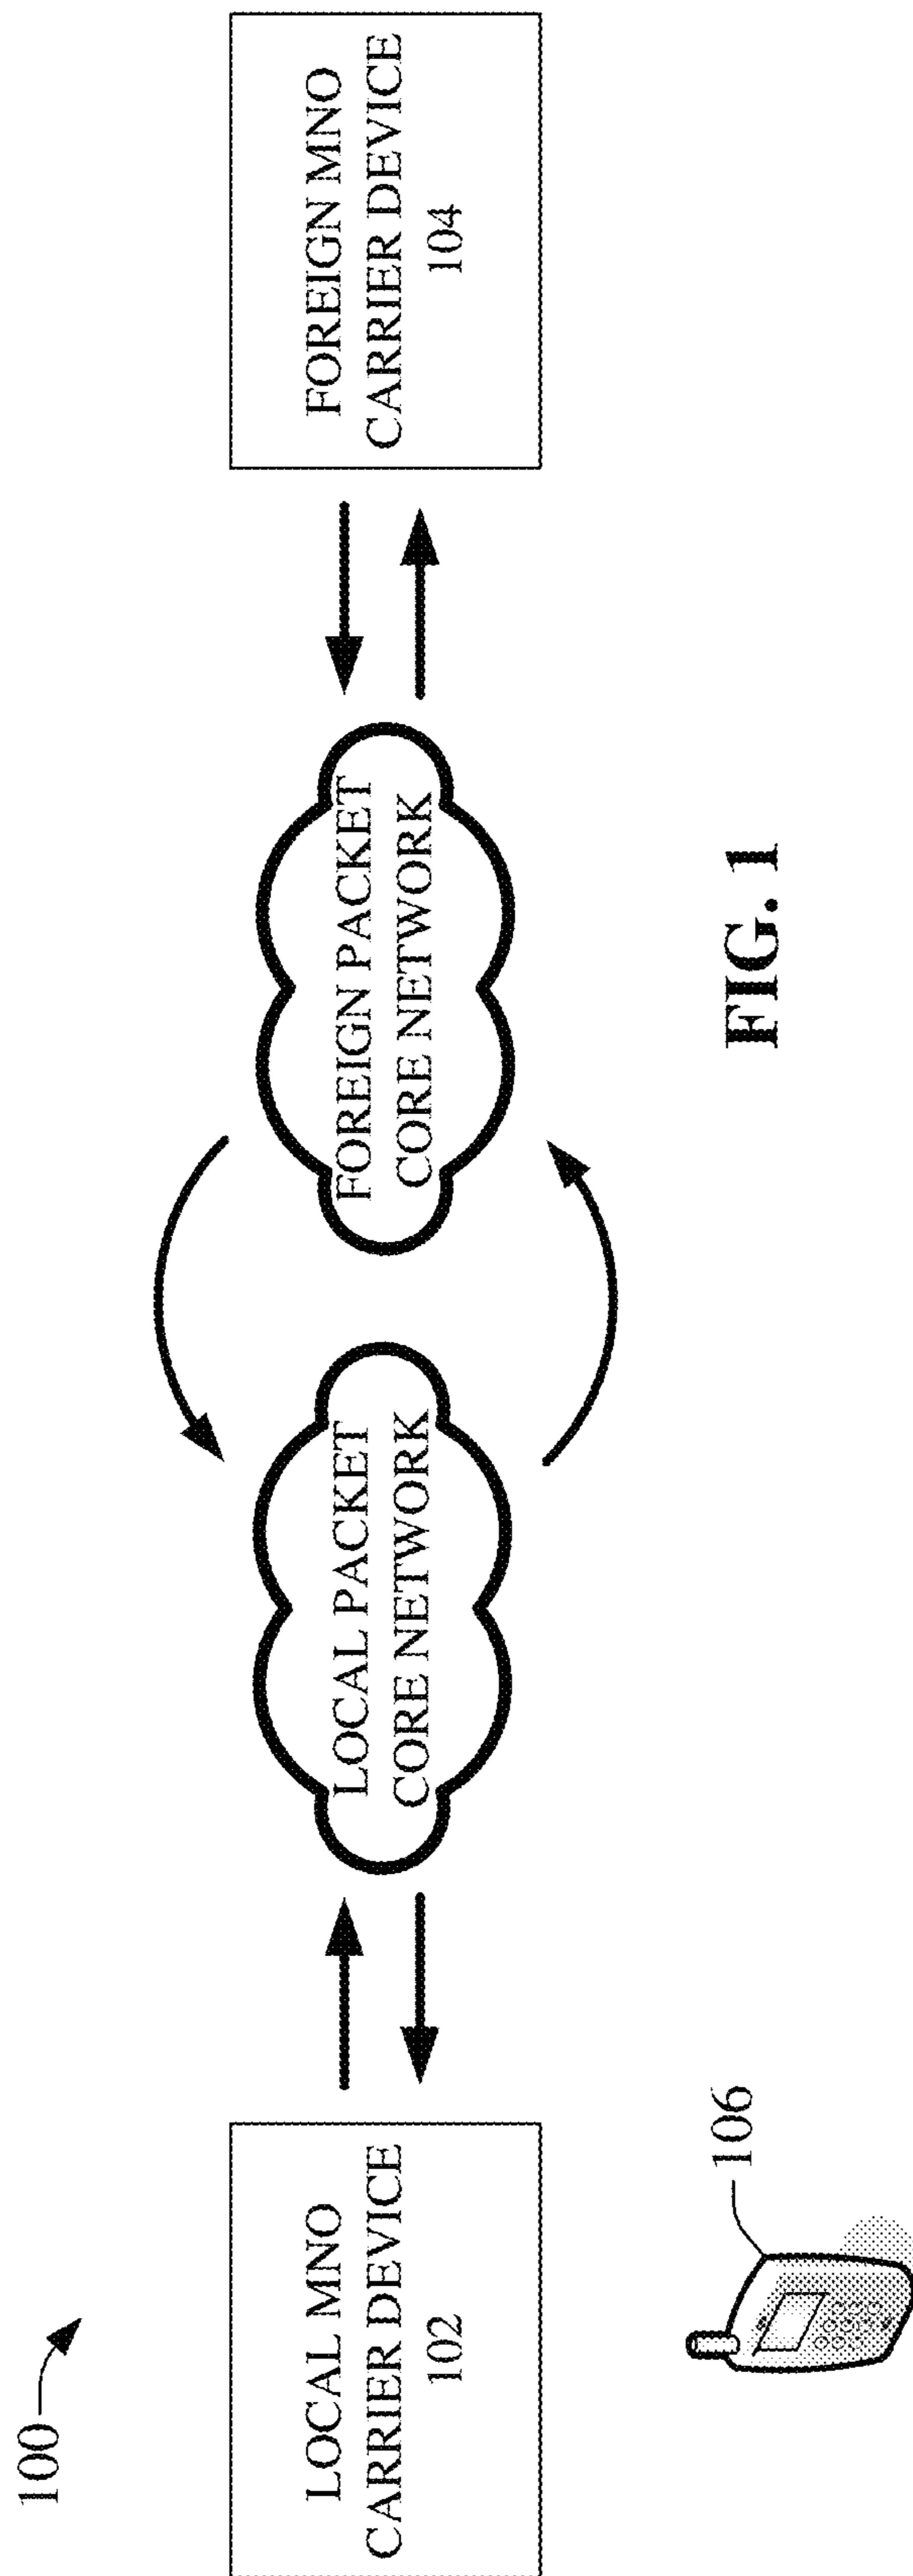 100
LOCAL MNO
CARRIER DEVICE
102
LOCAL PACKET
CORE NETWORK
FOREIGN PACKET
CORE NETWORK
FOREIGN MNO
CARRIER DEVICE
104
106
FIG. 1